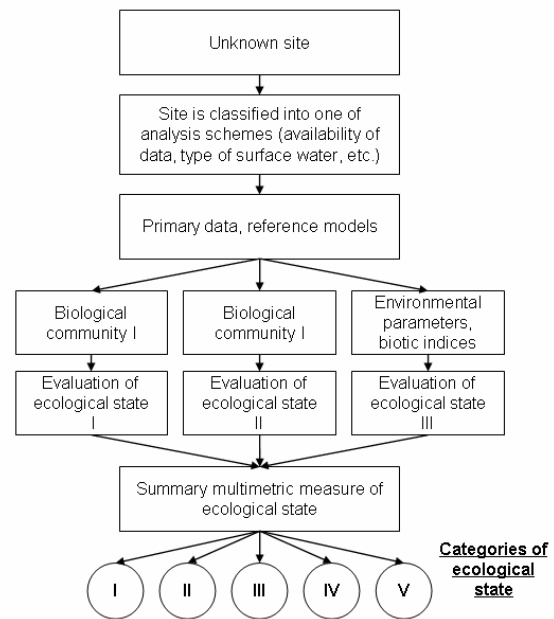 Unknown site
Site is classified into one of
analysis schemes (availability of
data, type of surface water, etc.)
Primary data, reference models
Biological
community I
Biological
community I
Environmental
parameters,
biotic indices
Evaluation of
ecological state
I
Evaluation of
ecological state
II
Evaluation of
ecological state
III
Summary multimetric measure of
ecological state
Categories of
ecological
state
I
II
III
IV
V